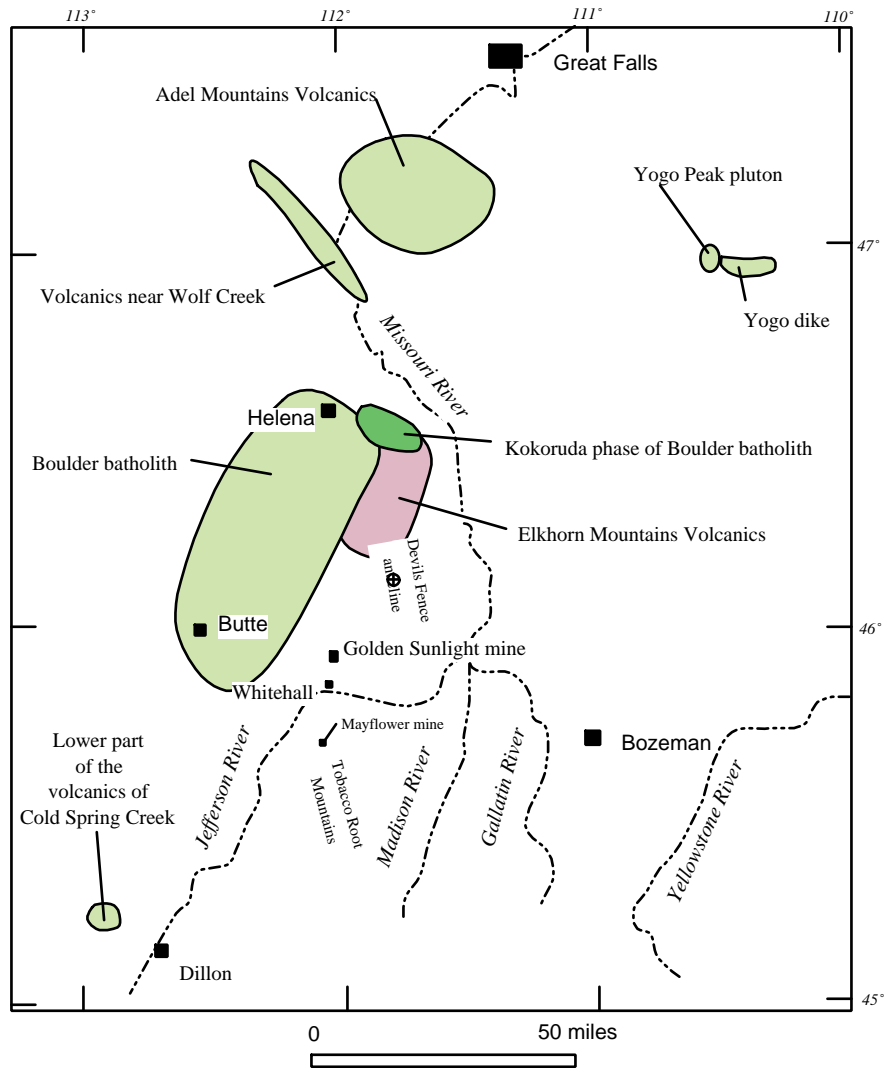 113°
112°
111°
110°
Great Falls
Adel Mountains Volcanics
Yogo Peak pluton
47°
Volcanics near Wolf Creek
Yogo dike
Missouri River
Helena
Kokoruda phase of Boulder batholith
Boulder batholith
Elkhorn Mountains Volcanics
Devils Fence
Butte
Golden Sunlight mine
46°
Whitehall
Mayflower mine
Bozeman
Lower part
of the
volcanics of
Cold Spring Creek
Jefferson River
Tobacco Root
Mountains
Madison River
Gallatin River
Yellowstone River
Dillon
45°
0 50 miles